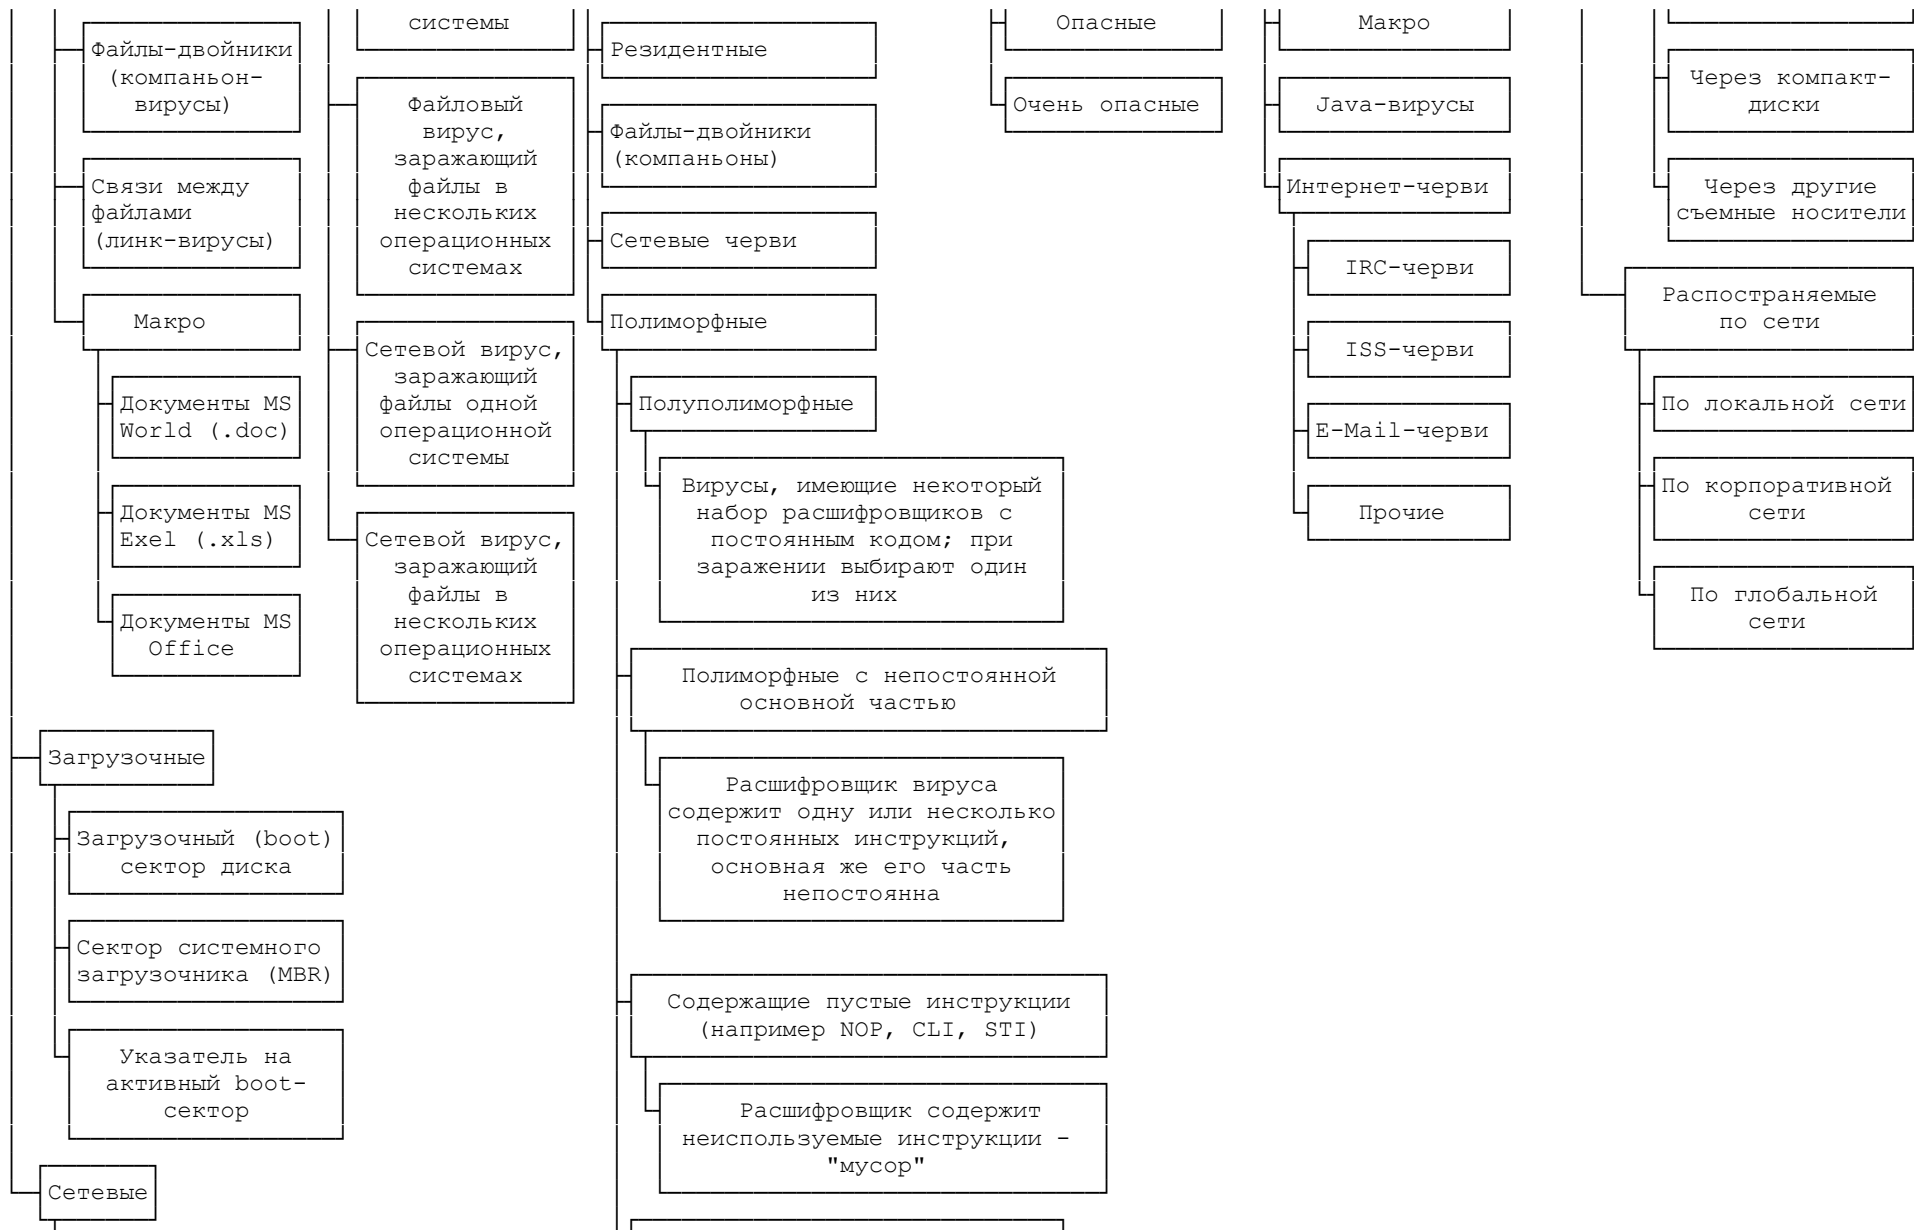 системы
Файлы-двойники
(компаньон-
вирусы)
Связи между
файлами
(линк-вирусы)
Макро
Документы MS
World (.doc)
Документы MS
Exel (.xls)
Документы MS
Office
Загрузочные
Загрузочный (boot)
сектор диска
Сектор системного
загрузочника (MBR)
Указатель на
активный boot-
сектор
Сетевые
Файловый
вирус,
заражающий
файлы в
нескольких
операционных
системах
Сетевой вирус,
заражающий
файлы одной
операционной
системы
Сетевой вирус,
заражающий
файлы в
нескольких
операционных
системах
Резидентные
Файлы-двойники
(компаньоны)
Сетевые черви
Полиморфные
Полуполиморфные
Вирусы, имеющие некоторый
набор расшифровщиков с
постоянным кодом; при
заражении выбирают один
из них
Полиморфные с непостоянной
основной частью
Расшифровщик вируса
содержит одну или несколько
постоянных инструкций,
основная же его часть
непостоянна
Содержащие пустые инструкции
(например NOP, CLI, STI)
Расшифровщик содержит
неиспользуемые инструкции -
"мусор"
Опасные
Очень опасные
Макро
Java-вирусы
Интернет-черви
IRC-черви
ISS-черви
E-Mail-черви
Прочие
Через компакт-
диски
Через другие
съемные носители
Распостраняемые
по сети
По локальной сети
По корпоративной
сети
По глобальной
сети